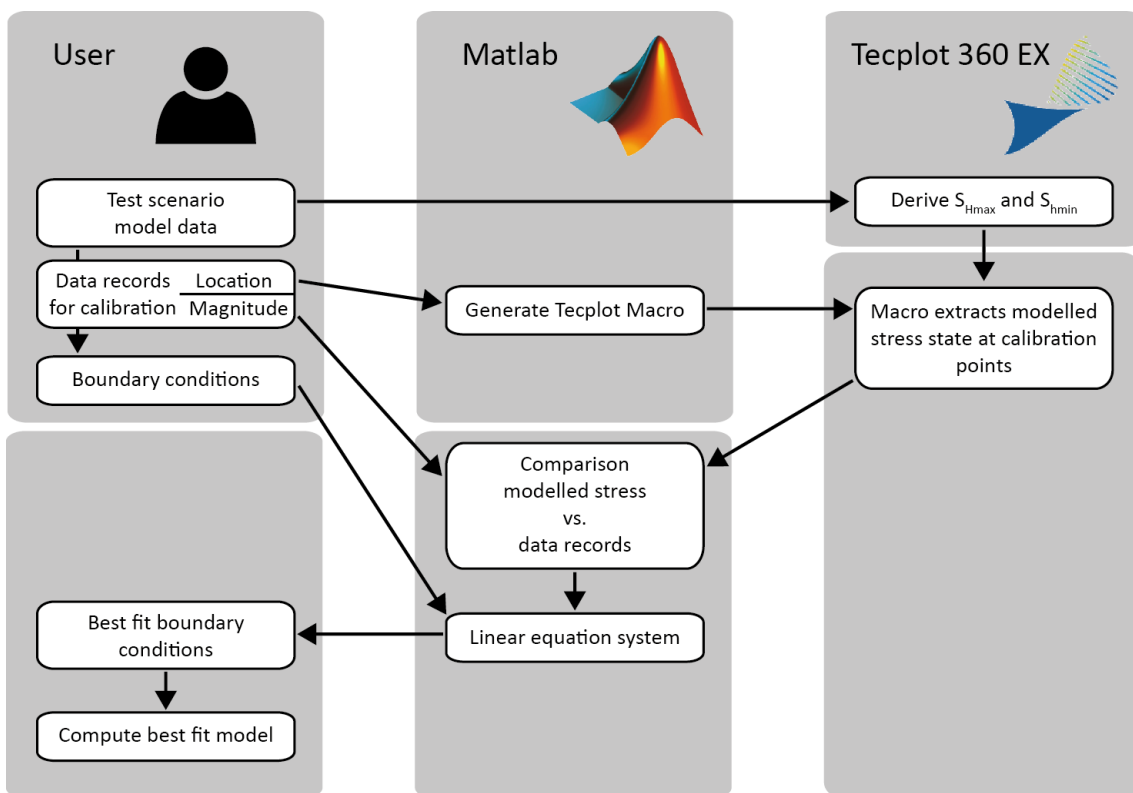 User
Matlab
Tecplot 360 EX
Test scenario
model data
Derive S_Hmax and S_hmin
Data records
for calibration
Location
Magnitude
Generate Tecplot Macro
Macro extracts modelled
stress state at calibration
points
Boundary conditions
Comparison
modelled stress
vs.
data records
Best fit boundary
conditions
Linear equation system
Compute best fit model